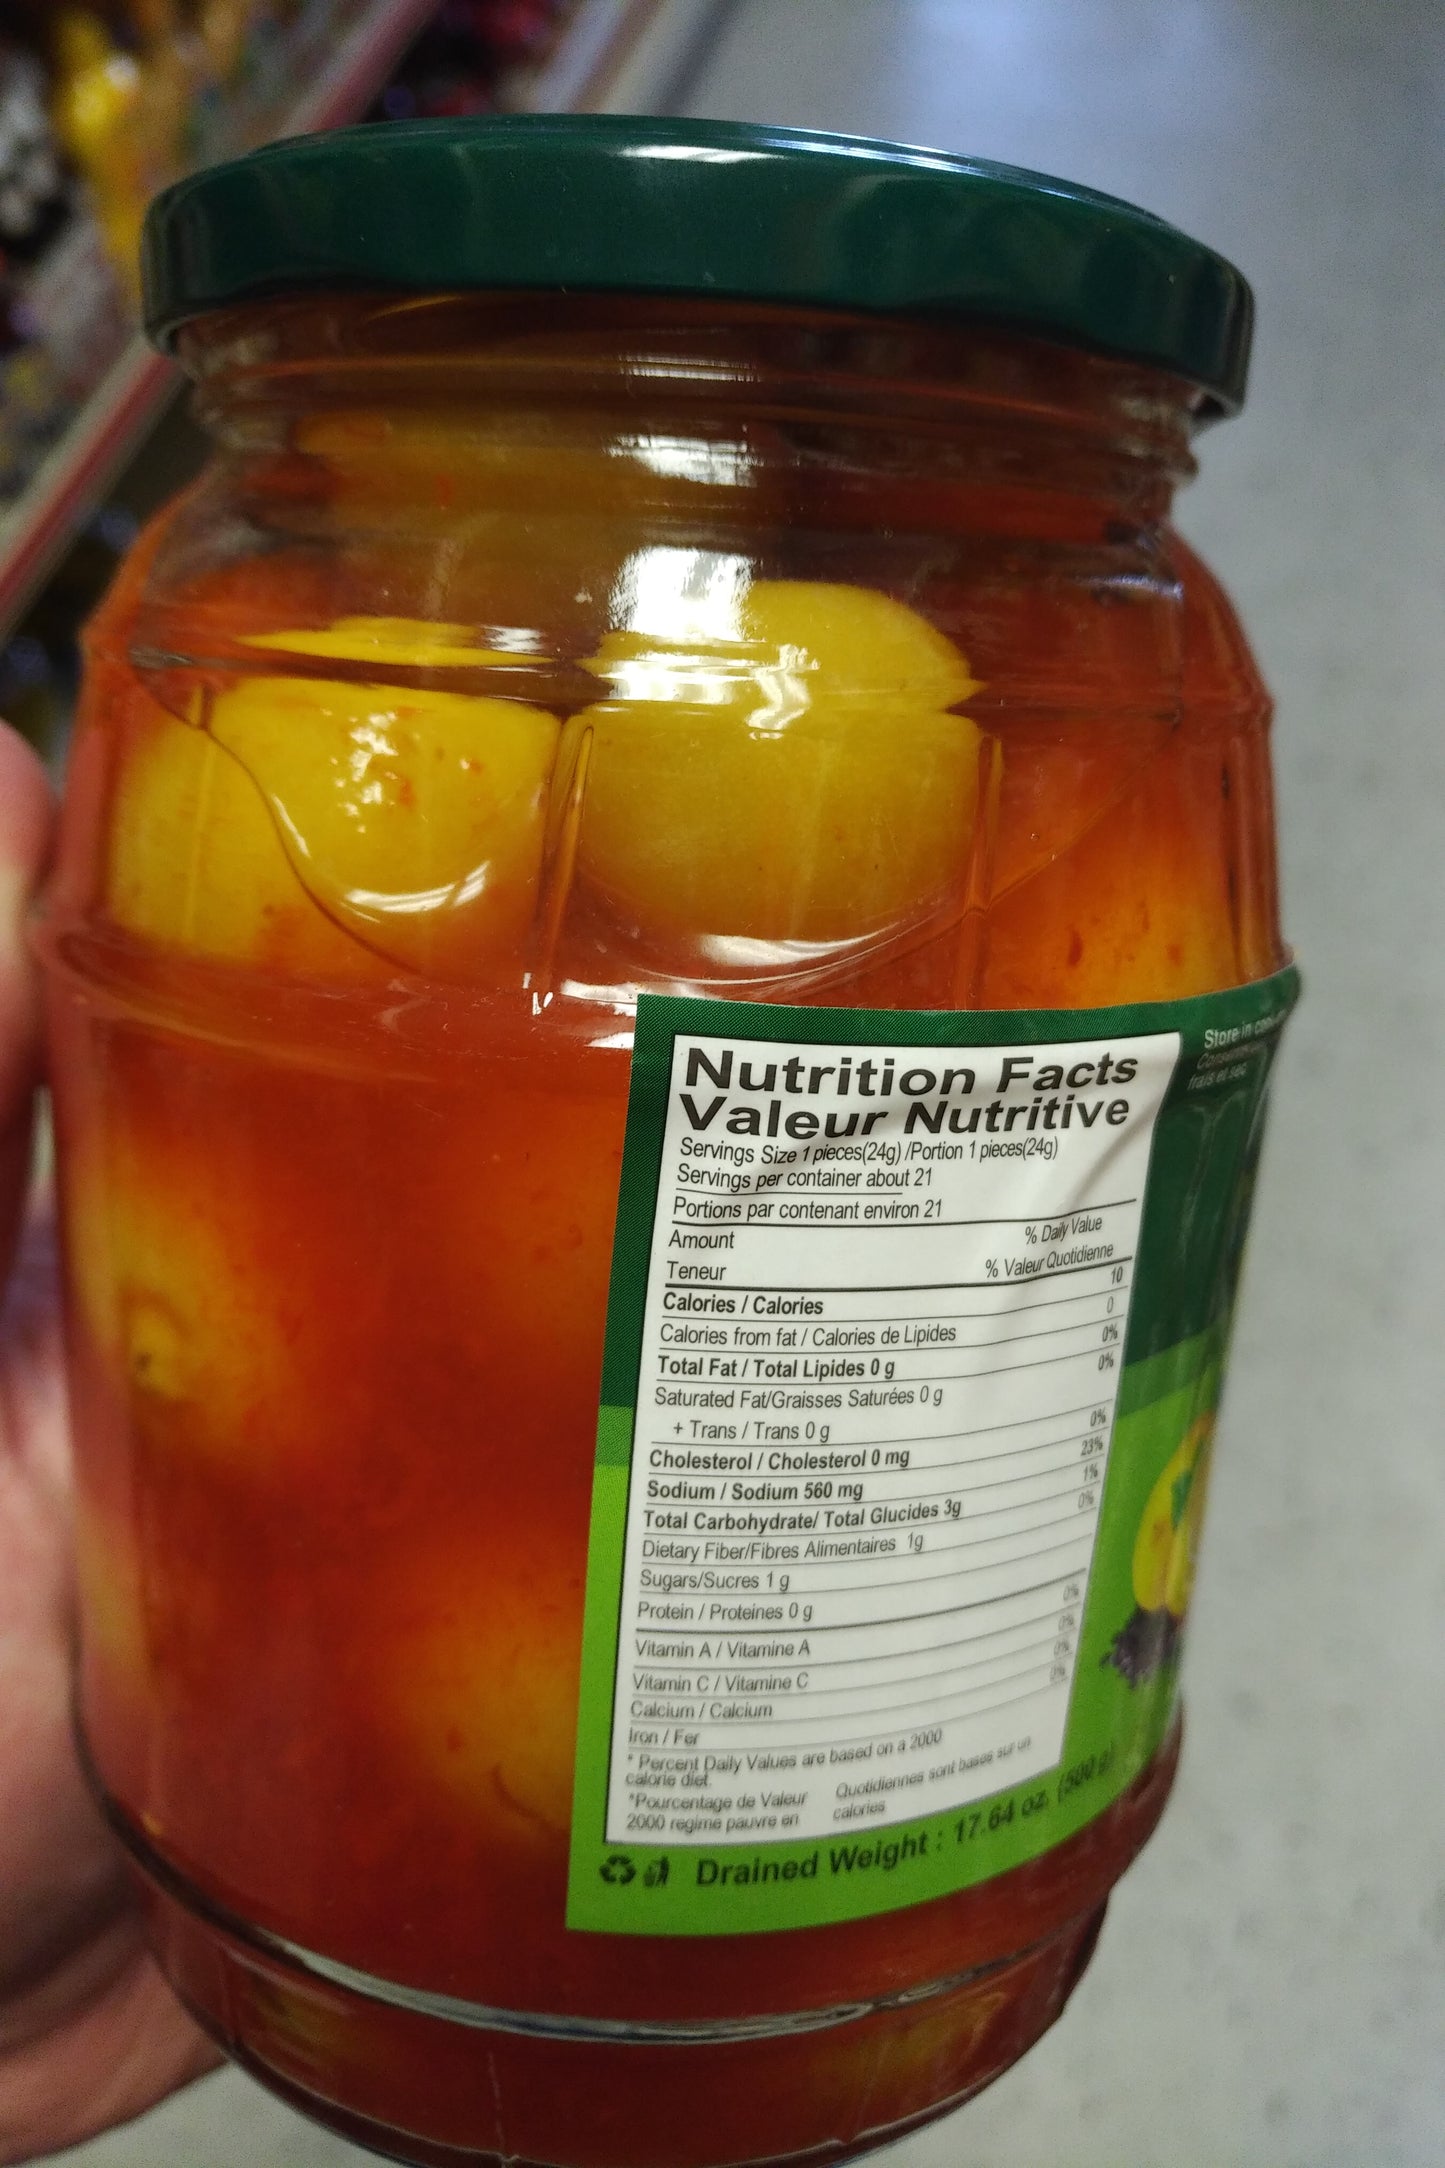 Nutrition Facts
Valeur Nutritive
Servings Size 1 pieces(24g) /Portion 1 pieces(24g)
Servings per container about 21
Portions par contenant environ 21
Amount % Daily Value
Teneur % Valeur Quotidienne
Calories / Calories 10
Calories from fat / Calories de Lipides 0
Total Fat / Total Lipides 0 g 0%
Saturated Fat/Graisses Saturées 0 g 0%
+ Trans / Trans 0 g
Cholesterol / Cholesterol 0 mg 0%
Sodium / Sodium 560 mg 23%
Total Carbohydrate/ Total Glucides 3g 1%
Dietary Fiber/Fibres Alimentaires 1g 0%
Sugars/Sucres 1 g
Protein / Proteines 0 g
Vitamin A / Vitamine A 0%
Vitamin C / Vitamine C 0%
Calcium / Calcium 0%
Iron / Fer 0%
* Percent Daily Values are based on a 2000
calorie diet.
*Pourcentage de Valeur Quotidiennes sont bases sur un
2000 regime pauvre en calories
Drained Weight : 17.64 oz. (500 g)
Store in
frais et sec